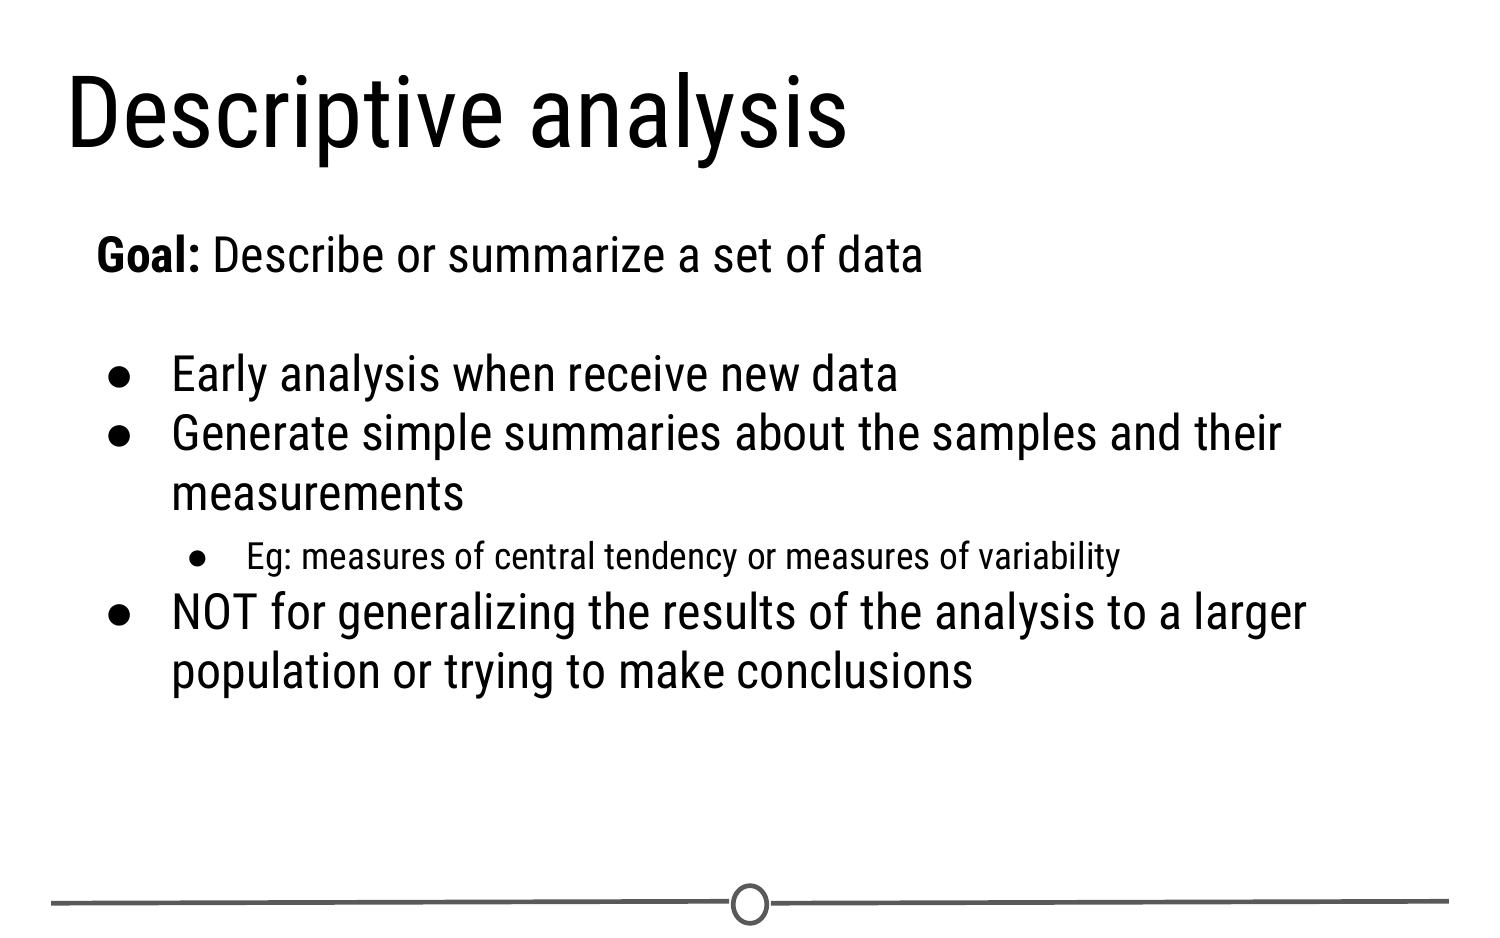 Descriptive analysis
Goal: Describe or summarize a set of data
● Early analysis when receive new data
● Generate simple summaries about the samples and their
measurements
● Eg: measures of central tendency or measures of variability
● NOT for generalizing the results of the analysis to a larger
population or trying to make conclusions